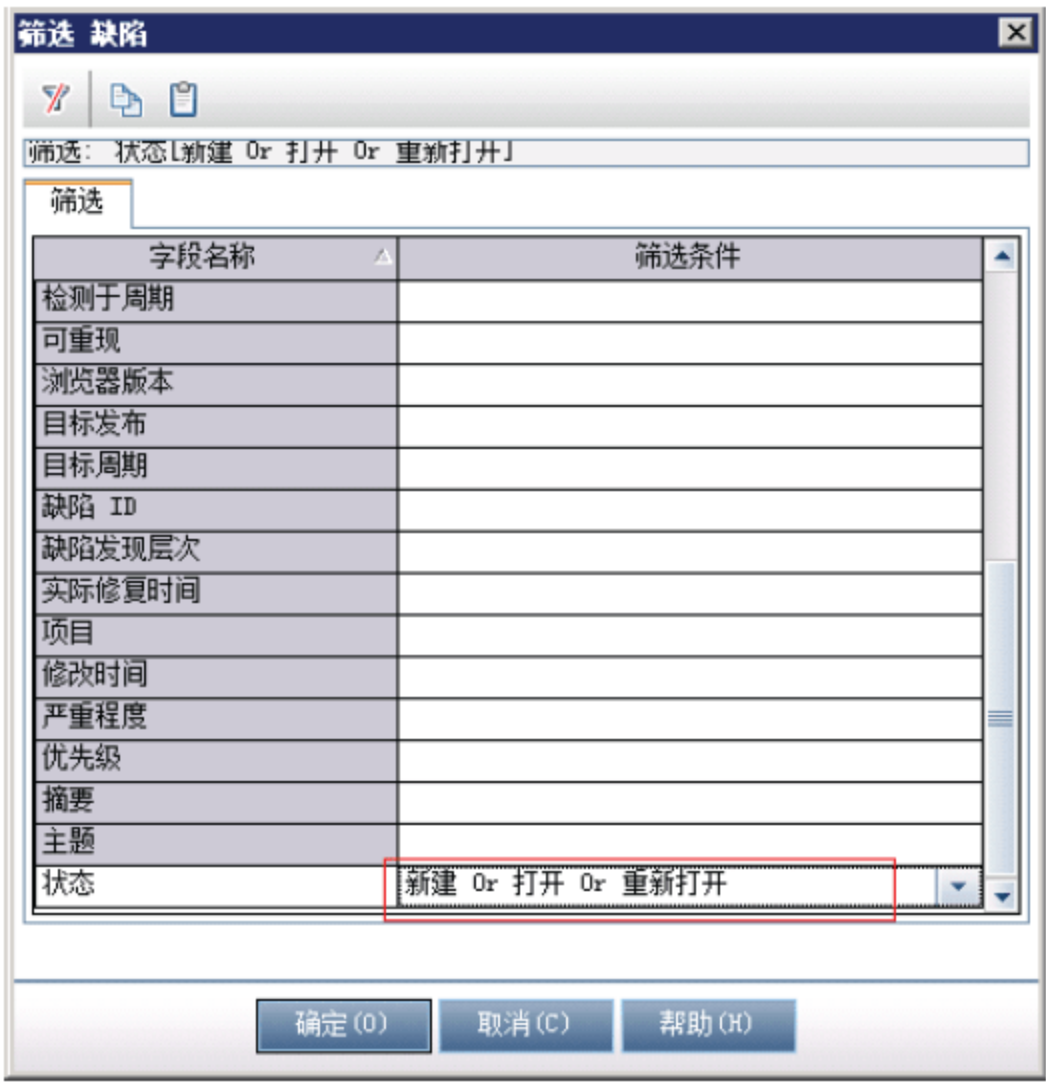 筛选 缺陷
筛选: 状态[新建 Or 打开 Or 重新打开]
筛选
字段名称 筛选条件
检测于周期
可重现
浏览器版本
目标发布
目标周期
缺陷 ID
缺陷发现层次
实际修复时间
项目
修改时间
严重程度
优先级
摘要
主题
状态 新建 Or 打开 Or 重新打开
确定(O) 取消(C) 帮助(H)